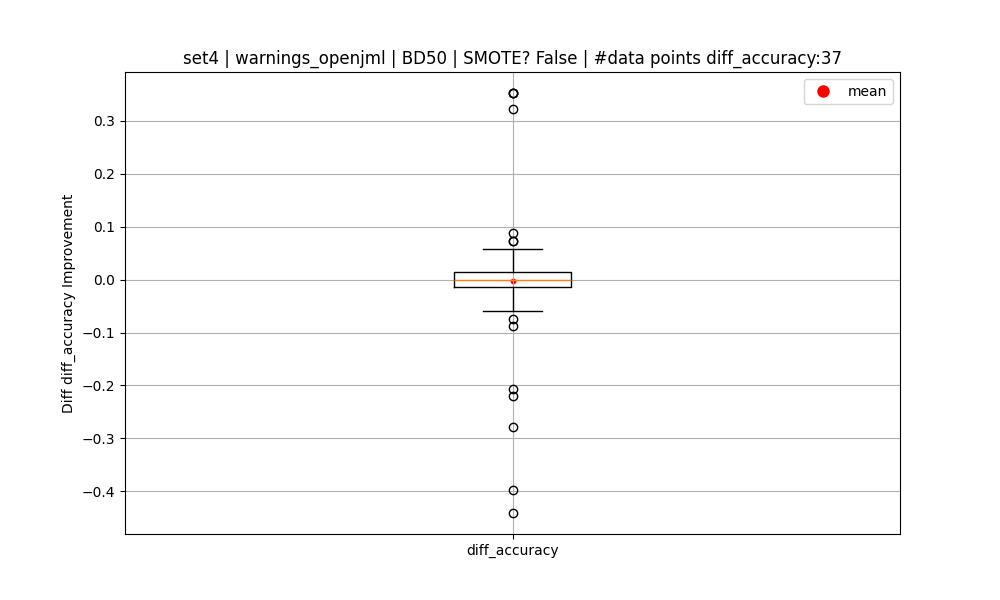 set4 | warnings_openjml | BD50 | SMOTE? False | #data points diff_accuracy:37
mean
0.3
0.2
0.1
0.0
−0.1
−0.2
−0.3
−0.4
Diff diff_accuracy Improvement
diff_accuracy